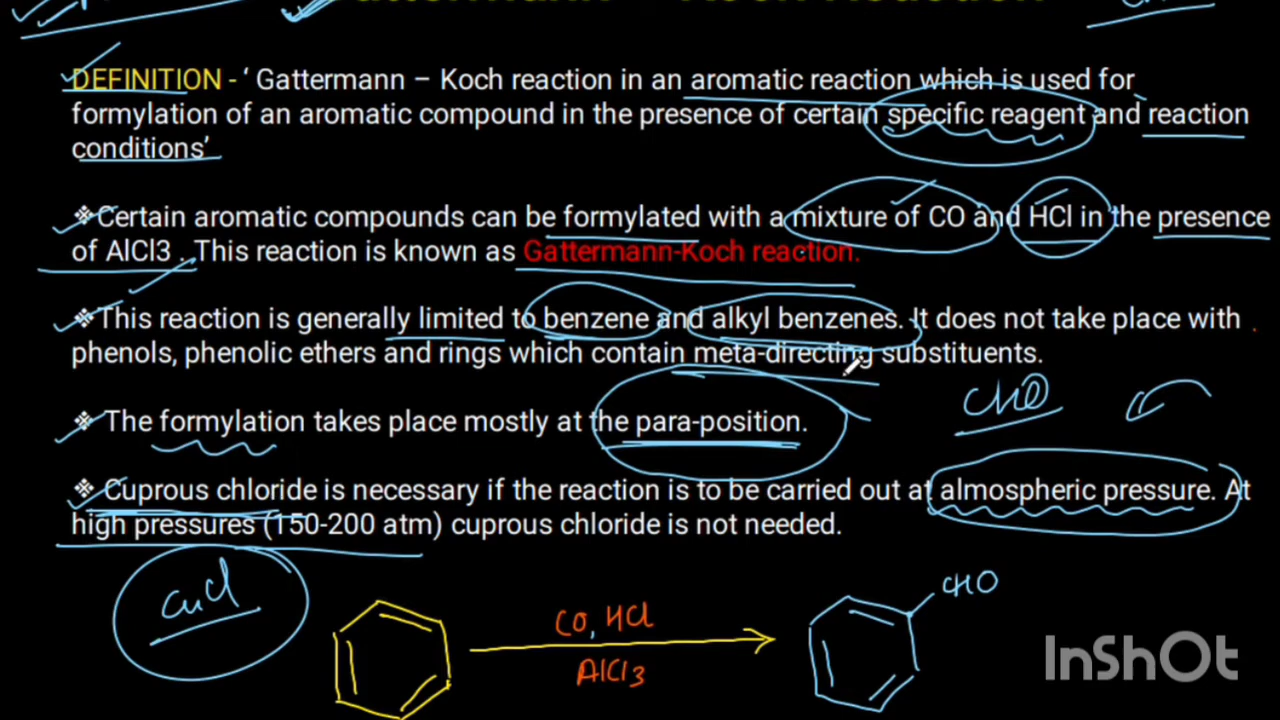 DEFINITION - ‘ Gattermann – Koch reaction in an aromatic reaction which is used for
formylation of an aromatic compound in the presence of certain specific reagent and reaction
conditions’
❖Certain aromatic compounds can be formylated with a mixture of CO and HCl in the presence
of AlCl3 . This reaction is known as Gattermann-Koch reaction.
❖This reaction is generally limited to benzene and alkyl benzenes. It does not take place with
phenols, phenolic ethers and rings which contain meta-directing substituents.
CHO
❖ The formylation takes place mostly at the para-position.
❖ Cuprous chloride is necessary if the reaction is to be carried out at almospheric pressure. At
high pressures (150-200 atm) cuprous chloride is not needed.
CuCl
CHO
CO, HCl
AlCl3
InShOt